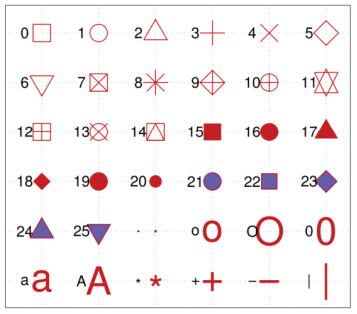 0 1 2 3 4 5
6 7 8 9 10 11
12 13 14 15 16 17
18 19 20 21 22 23
24 25 . . o o O O 0 0
a a A A * * + + - - | |